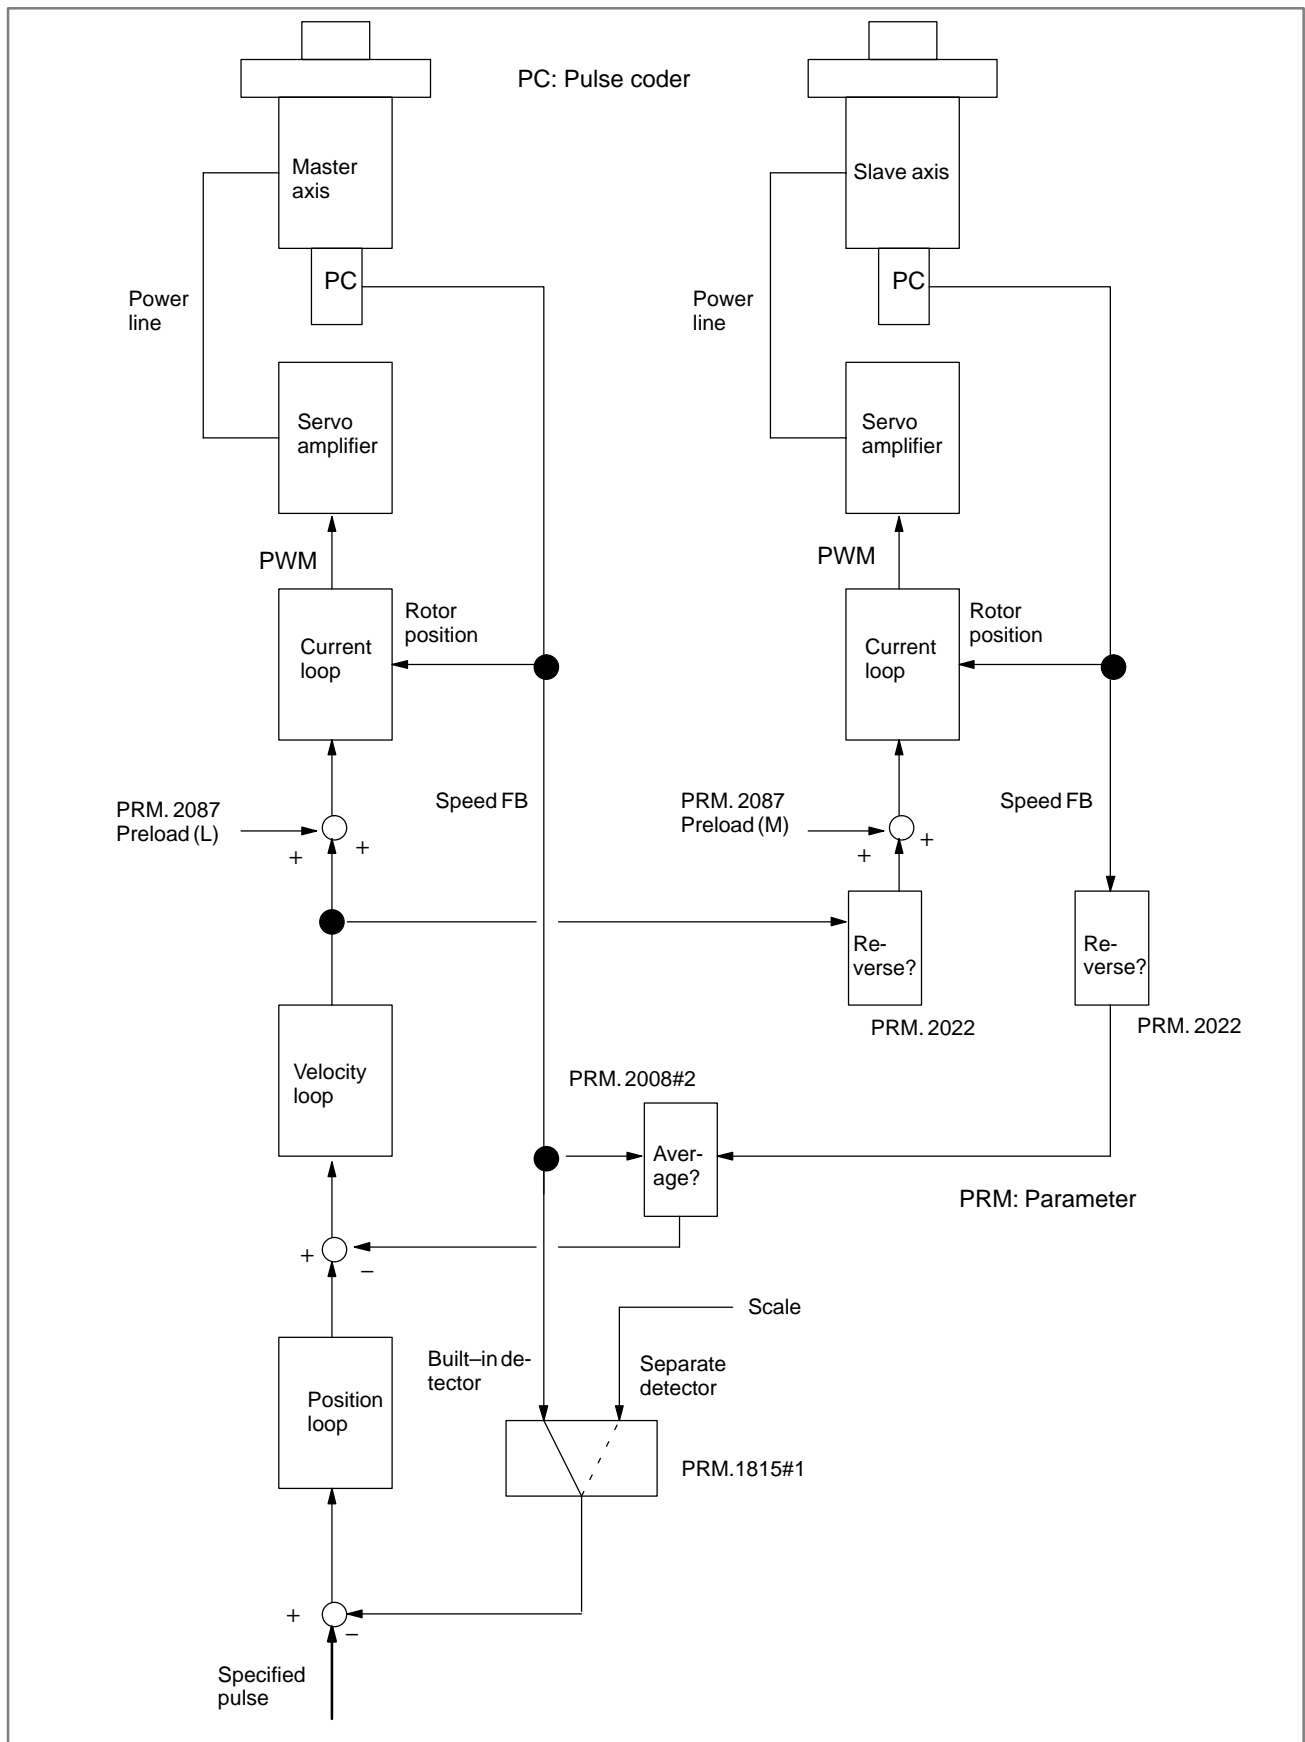 PC: Pulse coder
Master
axis
Slave axis
PC
PC
Power
line
Power
line
Servo
amplifier
Servo
amplifier
PWM
PWM
Rotor
position
Rotor
position
Current
loop
Current
loop
PRM. 2087
Preload (L)
+
+
Speed FB
PRM. 2087
Preload (M)
+
+
Speed FB
Re-
verse?
Re-
verse?
PRM. 2022
PRM. 2022
Velocity
loop
PRM. 2008#2
Aver-
age?
PRM: Parameter
+
–
Scale
Built–in de-
tector
Separate
detector
Position
loop
PRM.1815#1
+
–
Specified
pulse